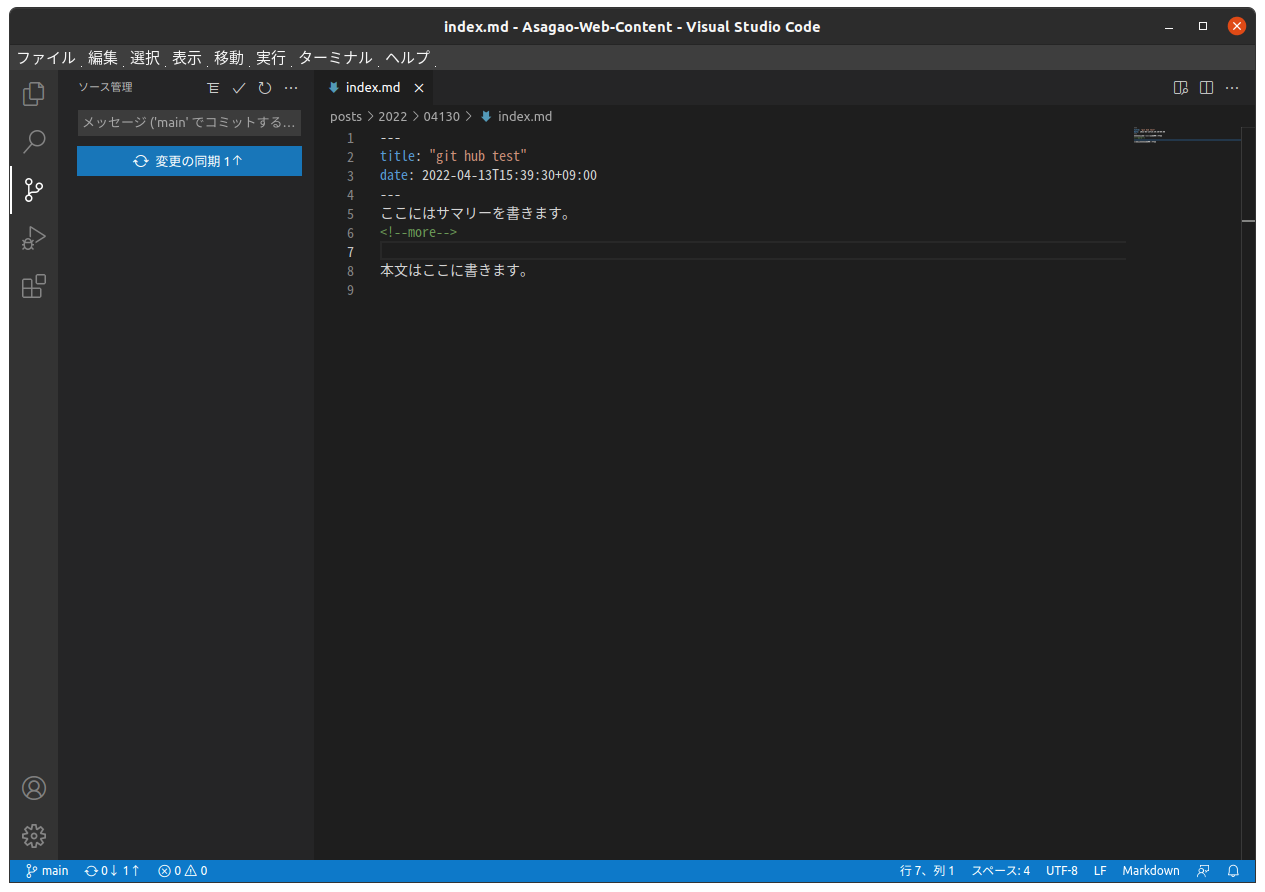 index.md - Asagao-Web-Content - Visual Studio Code
ファイル 編集 選択 表示 移動 実行 ターミナル ヘルプ
ソース管理
メッセージ ('main' でコミットする...
変更の同期 1↑
index.md
posts > 2022 > 04130 > index.md
1 ---
2 title: "git hub test"
3 date: 2022-04-13T15:39:30+09:00
4 ---
5 ここにはサマリーを書きます。
6 <!--more-->
7
8 本文はここに書きます。
9
main 0↓ 1↑ 0 0 行 7、列 1 スペース: 4 UTF-8 LF Markdown